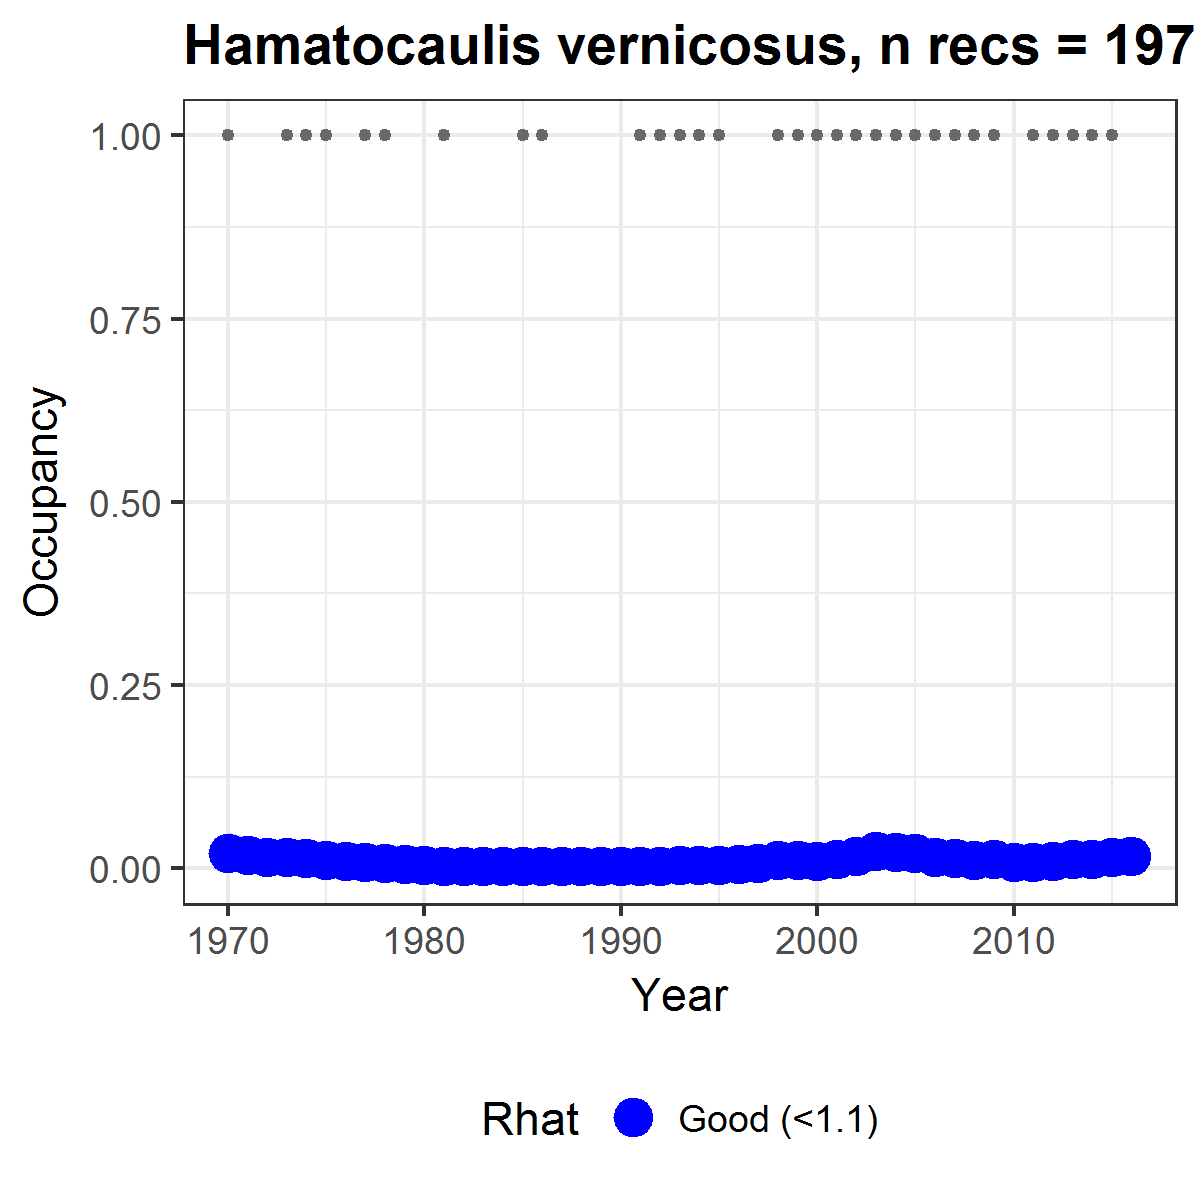 Hamatocaulis vernicosus, n recs = 197
1.00
0.75
0.50
0.25
0.00
Occupancy
1970 1980 1990 2000 2010
Year
Rhat Good (<1.1)